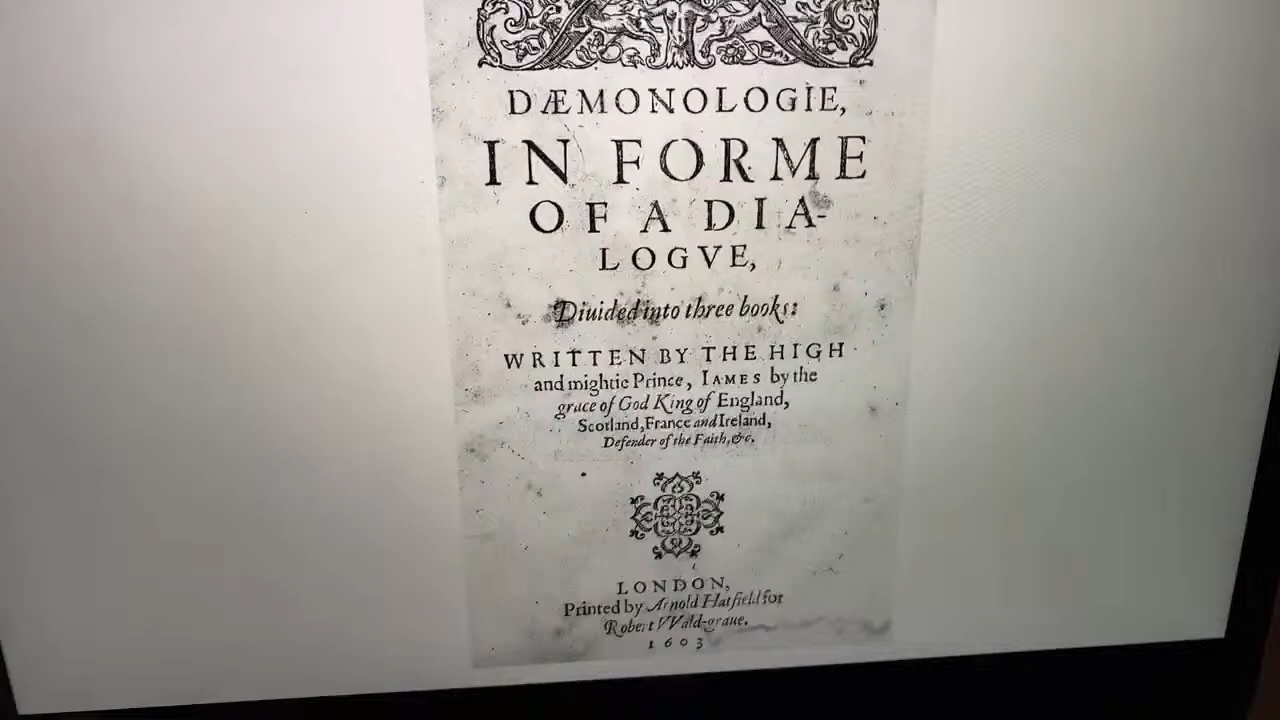 DÆMONOLOGIE,
IN FORME
OF A DIA-
LOGVE,
Diuided into three books:
WRITTEN BY THE HIGH
and mightie Prince, IAMES by the
grace of God King of England,
Scotland, France and Ireland,
Defender of the Faith, &c.
LONDON,
Printed by Arnold Hatfield for
Robert VVald-graue.
1603